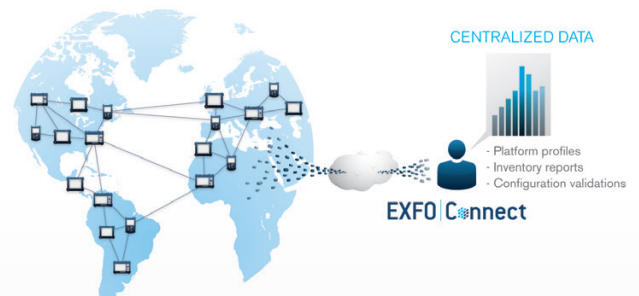 CENTRALIZED DATA
- Platform profiles
- Inventory reports
- Configuration validations
EXFO Connect